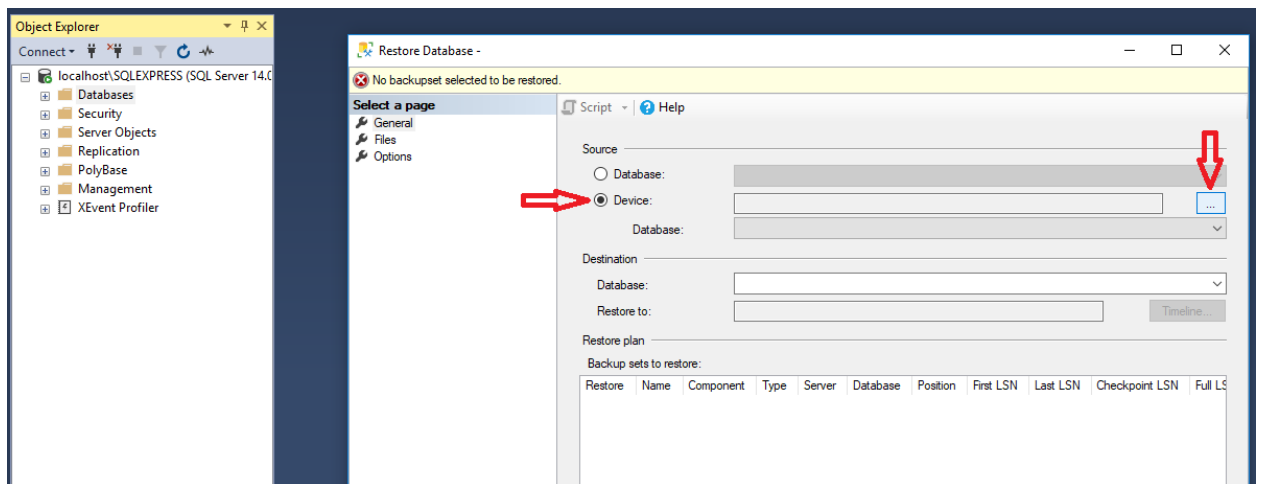 Object Explorer
Connect
localhost\SQLEXPRESS (SQL Server 14.0
Databases
Security
Server Objects
Replication
PolyBase
Management
XEvent Profiler
Restore Database -
No backupset selected to be restored.
Select a page
General
Files
Options
Script
Help
Source
Database:
Device:
...
Database:
Destination
Database:
Restore to:
Timeline...
Restore plan
Backup sets to restore:
Restore Name Component Type Server Database Position First LSN Last LSN Checkpoint LSN Full LS